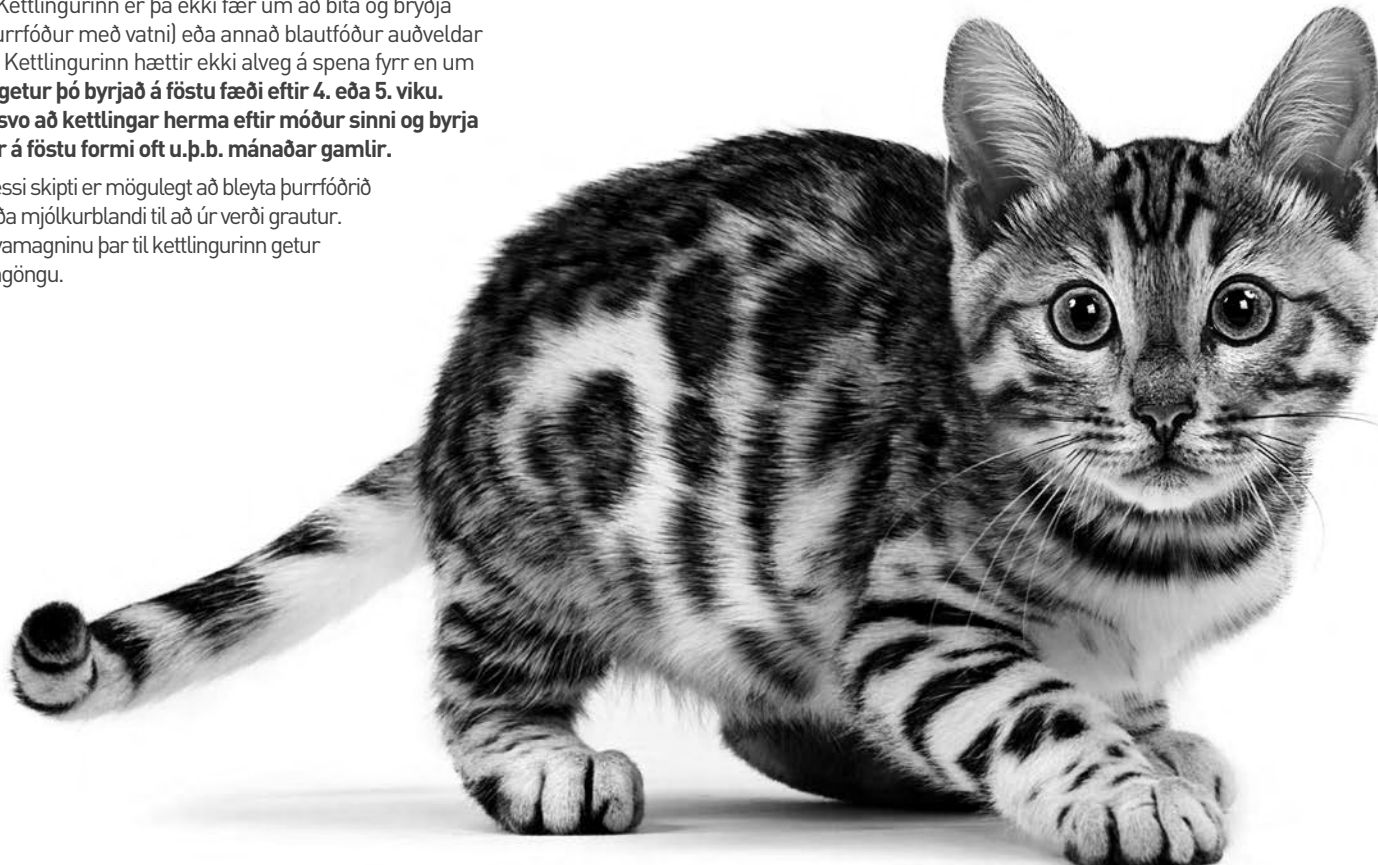 Kettlingurinn er þá ekki fær um að bíta og bryðja
urrfóður með vatni) eða annað blautfóður auðveldar
Kettlingurinn hættir ekki alveg á spena fyrr en um
getur þó byrjað á föstu fæði eftir 4. eða 5. viku.
svo að kettlingar herma eftir móður sinni og byrja
r á föstu formi oft u.þ.b. mánaðar gamlir.
essi skipti er mögulegt að bleyta þurrfóðrið
ða mjólkurblandi til að úr verði grautur.
vamagninu þar til kettlingurinn getur
göngu.